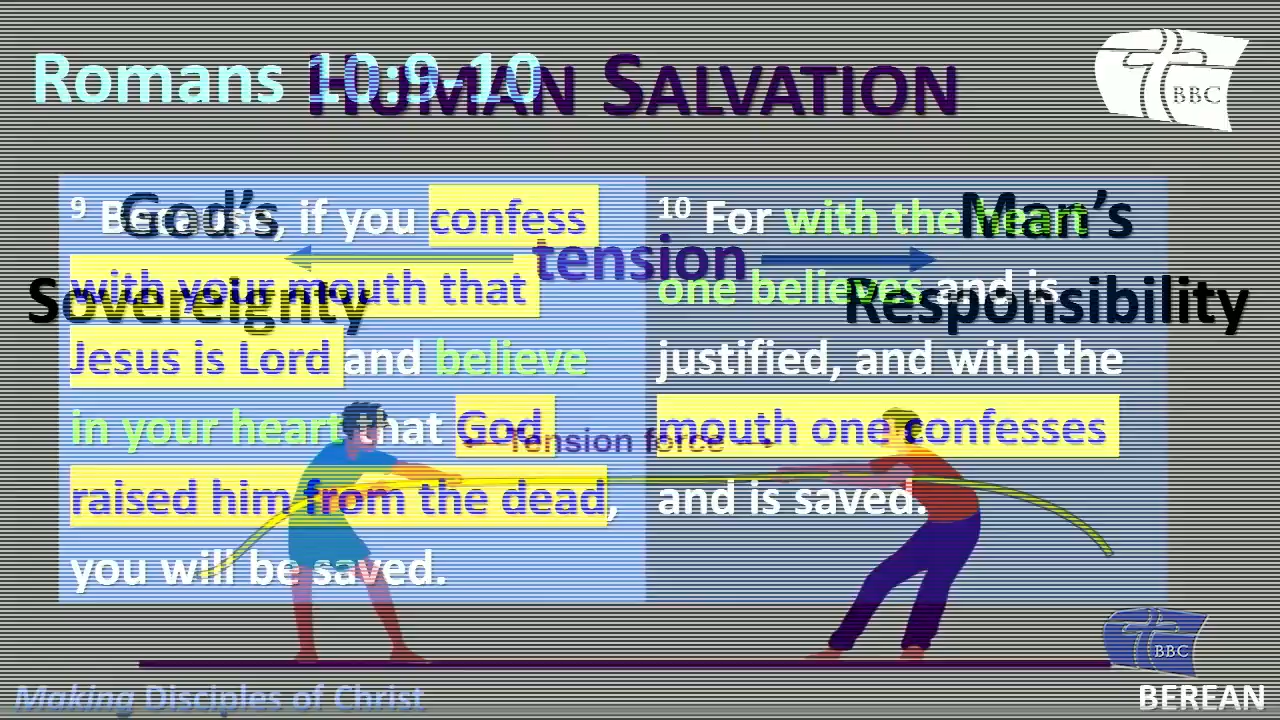 Romans 10:9-10
HUMAN SALVATION
BBC
God's
Sovereignty
tension
Man's
Responsibility
9 Because, if you confess
with your mouth that
Jesus is Lord and believe
in your heart that God
raised him from the dead,
you will be saved.
10 For with the heart
one believes and is
justified, and with the
mouth one confesses
and is saved.
Tension force
BBC
Making Disciples of Christ
BEREAN